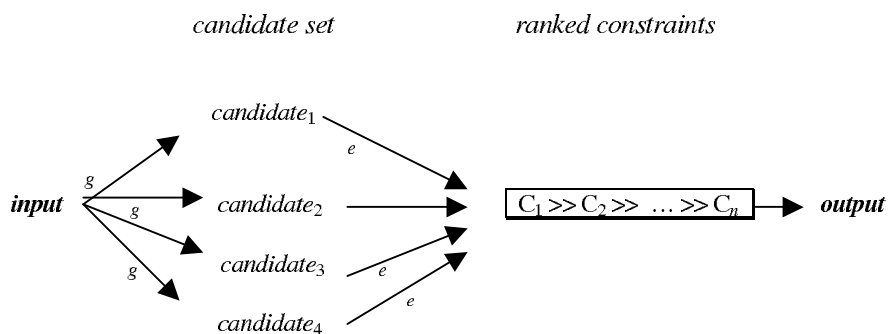 candidate set ranked constraints
candidate₁
e
g
input g candidate₂ C₁ >> C₂ >> … >> Cₙ output
g candidate₃ e
e
candidate₄